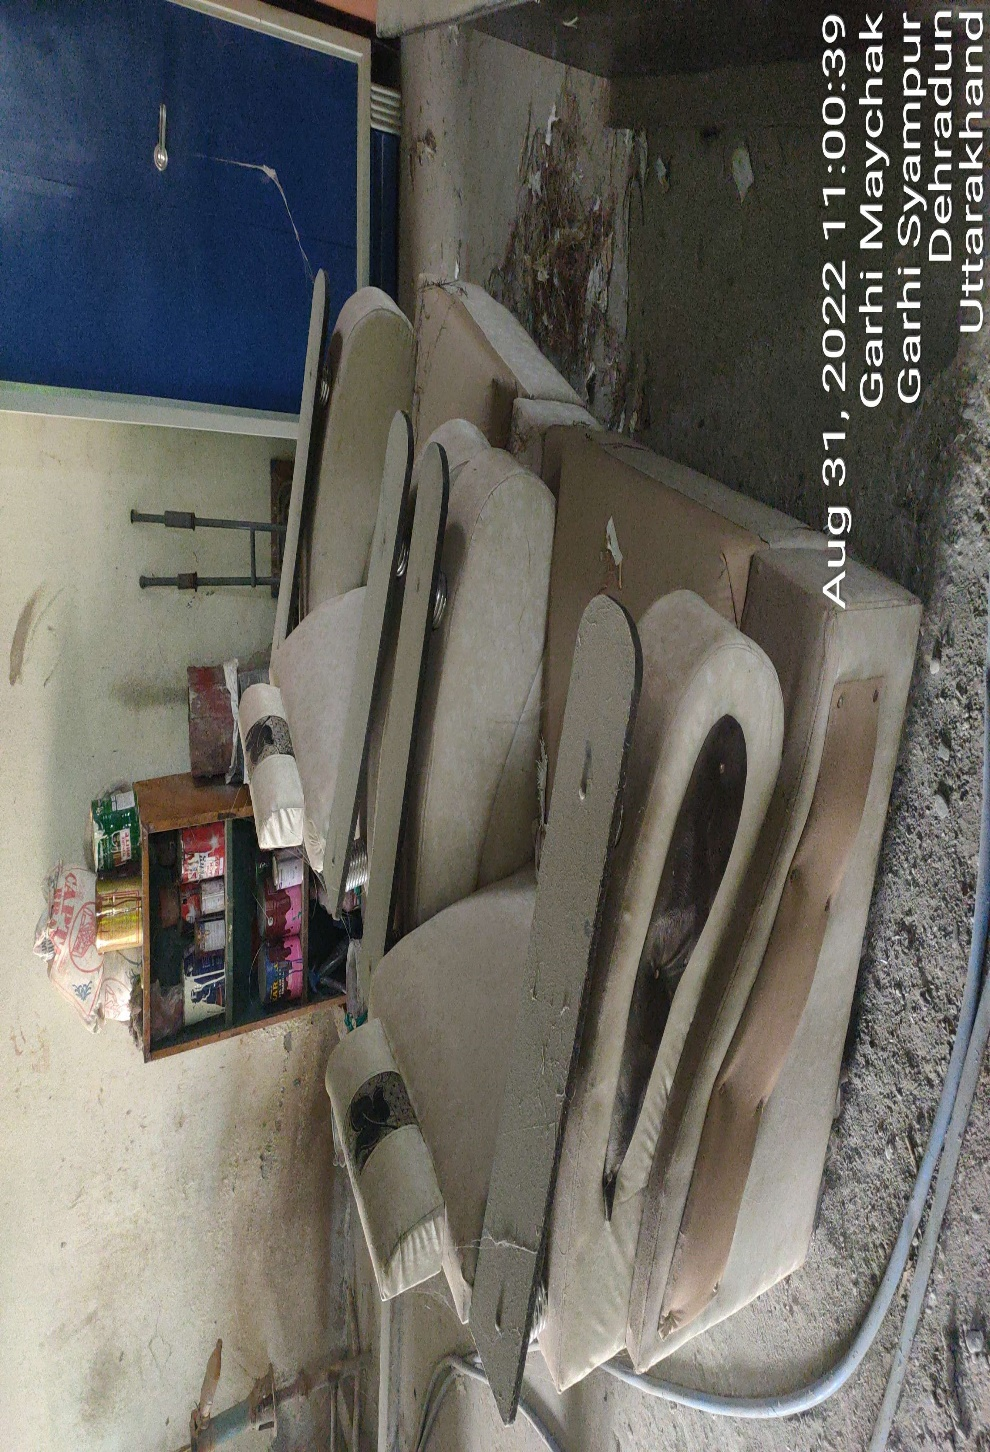 Aug 31, 2022 11:00:39
Garhi Maychak
Garhi Syampur
Dehradun
Uttarakhand